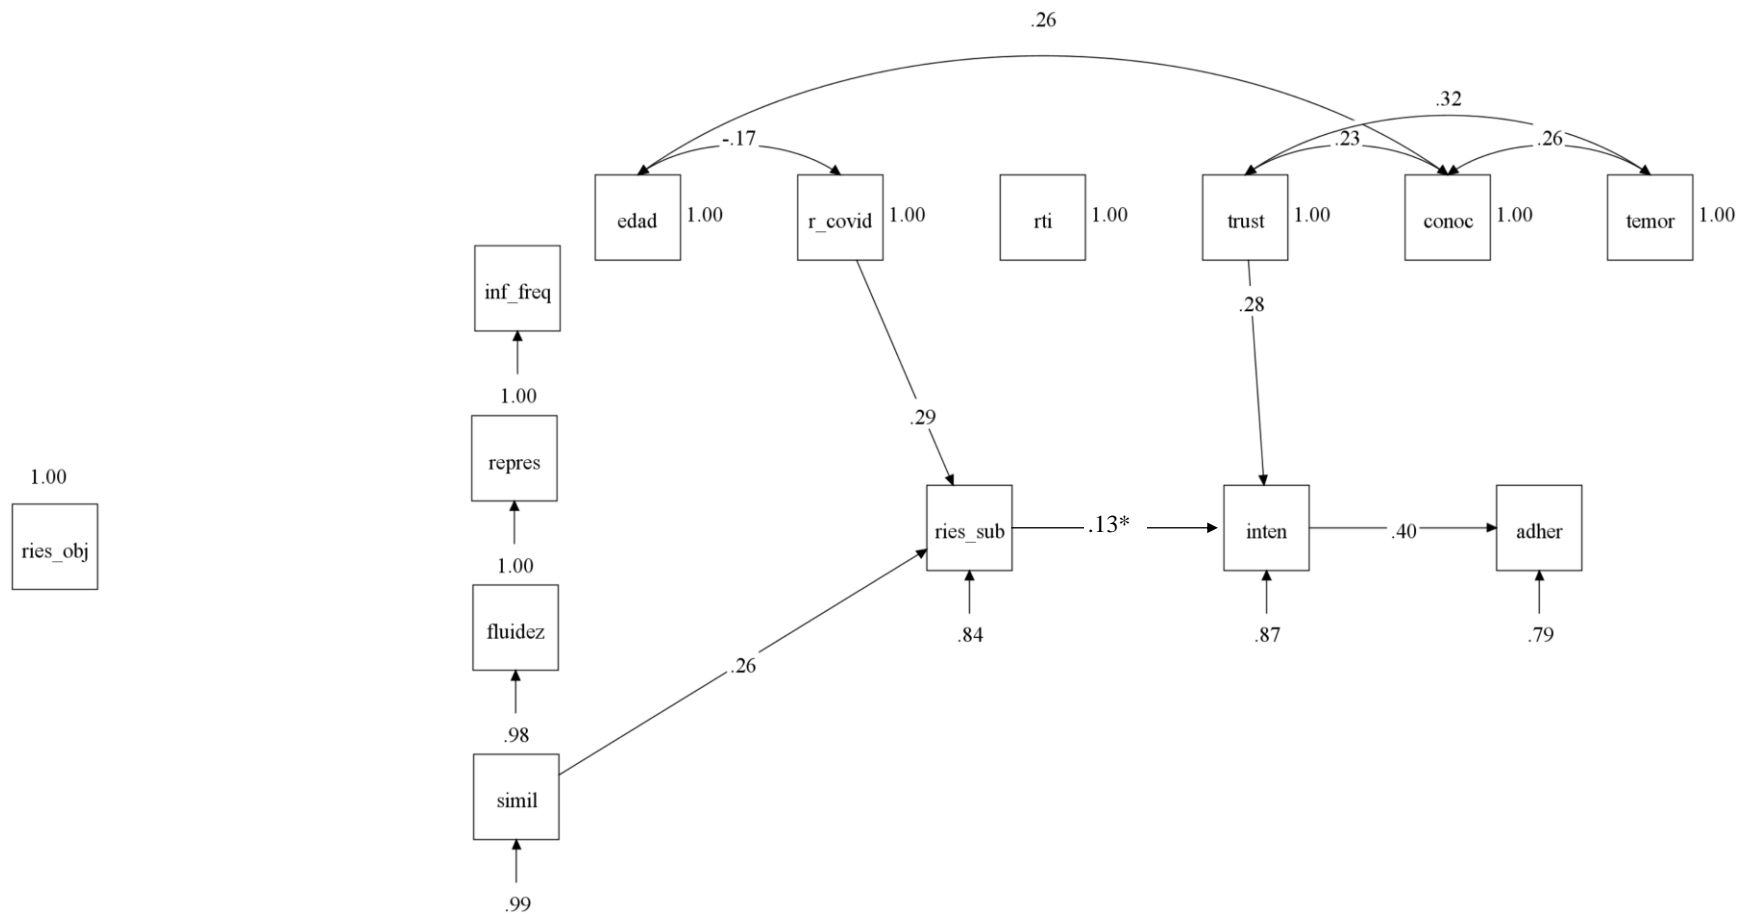 .26
.32
-.17
.23
.26
edad 1.00
r_covid 1.00
rti 1.00
trust 1.00
conoc 1.00
temor 1.00
inf_freq
.28
1.00
.29
repres
1.00
ries_obj
ries_sub
.13*
inten
.40
adher
1.00
fluidez
.84
.87
.79
.26
.98
simil
.99